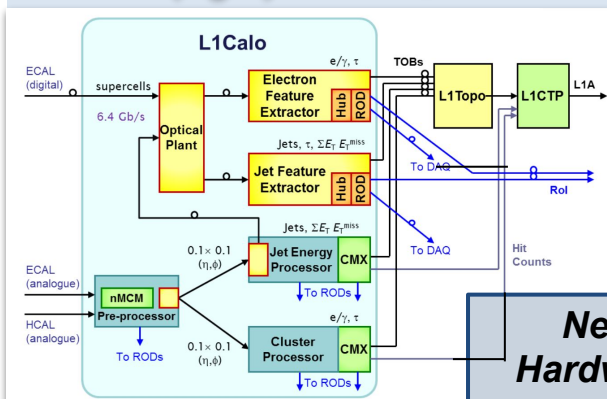 L1Calo
ECAL
(digital)
supercells
6.4 Gb/s
Optical
Plant
e/γ, τ
Electron
Feature
Extractor
Hub
ROD
TOBs
L1Topo
L1CTP
L1A
Jets, τ, ΣE_T E_T^miss
Jet Feature
Extractor
Hub
ROD
To DAQ
RoI
Jets, ΣE_T E_T^miss
0.1× 0.1
(η,ϕ)
Jet Energy
Processor
CMX
To DAQ
Hit
Counts
To RODs
ECAL
(analogue)
nMCM
Pre-processor
HCAL
(analogue)
To RODs
0.1× 0.1
(η,ϕ)
e/γ, τ
Cluster
Processor
CMX
To RODs
Ne
Hardw